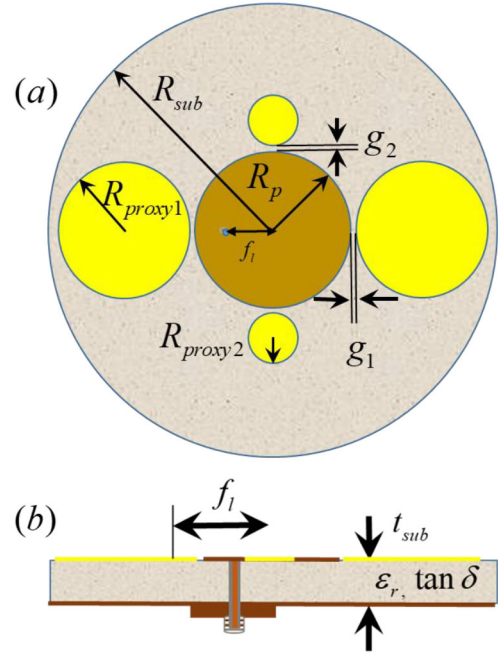 (a)
R_sub
g_2
R_p
R_proxy1
f_l
R_proxy2
g_1
(b)
f_l
t_sub
ε_r, tan δ